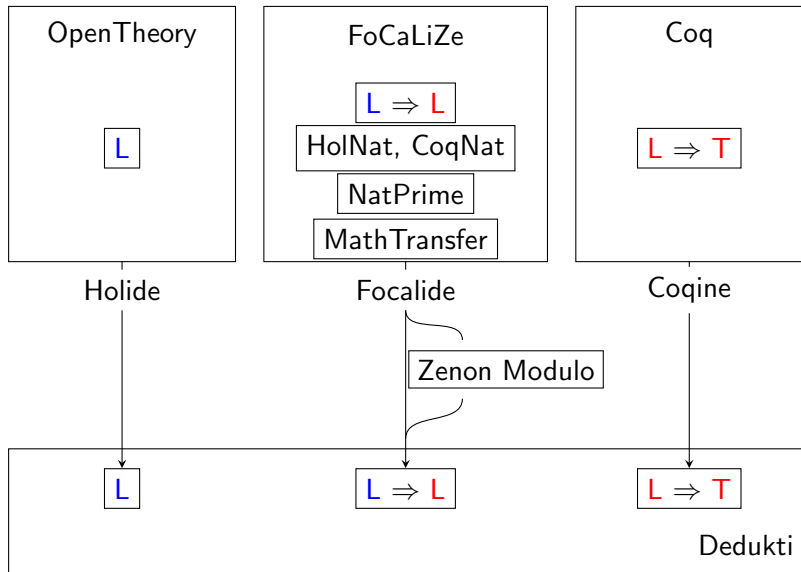 OpenTheory
L
Holide
FoCaLiZe
L ⇒ L
HolNat, CoqNat
NatPrime
MathTransfer
Focalide
Zenon Modulo
Coq
L ⇒ T
Coqine
L
L ⇒ L
L ⇒ T
Dedukti